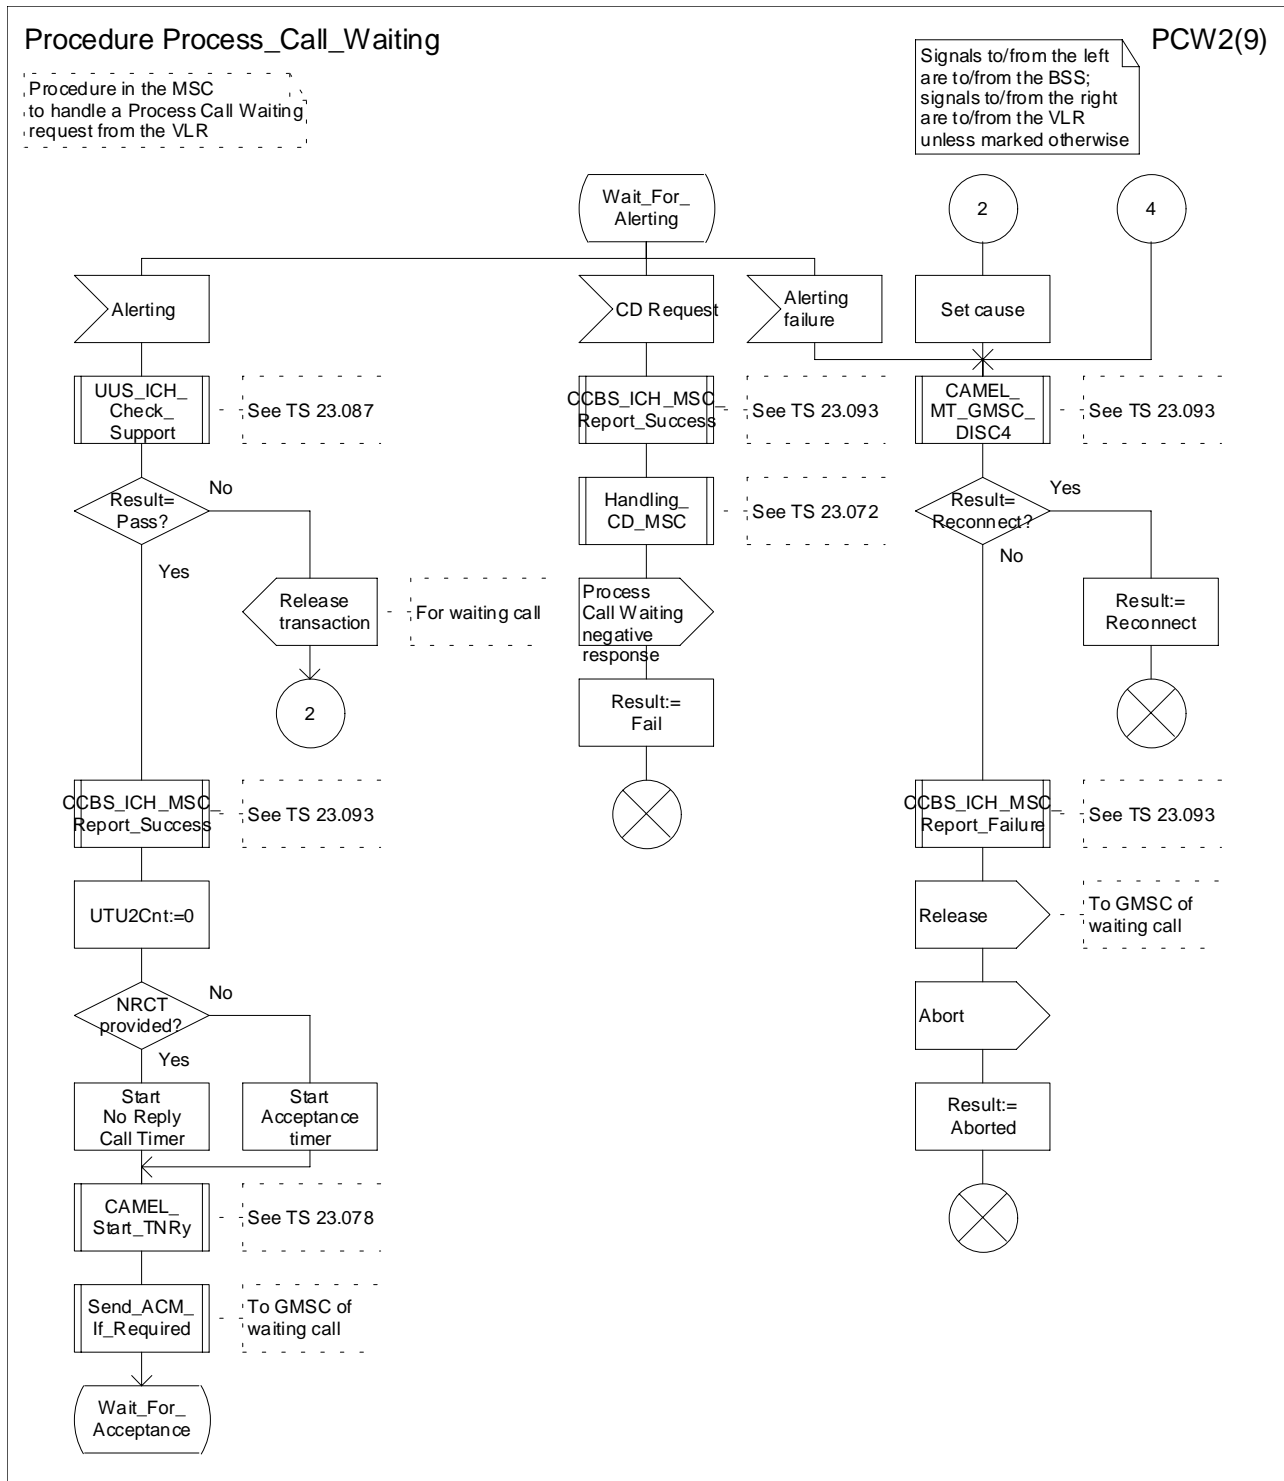 Procedure Process_Call_Waiting
PCW2(9)
Procedure in the MSC
to handle a Process Call Waiting
request from the VLR
Signals to/from the left
are to/from the BSS;
signals to/from the right
are to/from the VLR
unless marked otherwise
Wait_For_
Alerting
2
4
Alerting
CD Request
Alerting
failure
Set cause
UUS_ICH_
Check_
Support
See TS 23.087
CCBS_ICH_MSC_
Report_Success
See TS 23.093
CAMEL_
MT_GMSC_
DISC4
See TS 23.093
Result=
Pass?
No
Yes
Handling_
CD_MSC
See TS 23.072
Result=
Reconnect?
Yes
No
Release
transaction
For waiting call
Process
Call Waiting
negative
response
Result:=
Reconnect
2
Result:=
Fail
CCBS_ICH_MSC_
Report_Success
See TS 23.093
CCBS_ICH_MSC_
Report_Failure
See TS 23.093
UTU2Cnt:=0
Release
To GMSC of
waiting call
NRCT
provided?
No
Yes
Abort
Start
No Reply
Call Timer
Start
Acceptance
timer
Result:=
Aborted
CAMEL_
Start_TNRy
See TS 23.078
Send_ACM_
If_Required
To GMSC of
waiting call
Wait_For_
Acceptance